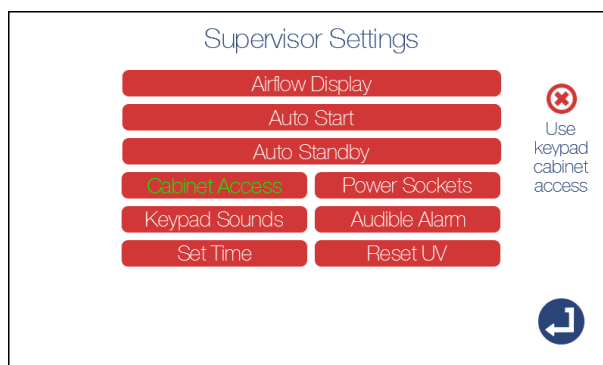 Supervisor Settings
Airflow Display
Auto Start
Auto Standby
Cabinet Access
Power Sockets
Keypad Sounds
Audible Alarm
Set Time
Reset UV
Use
keypad
cabinet
access